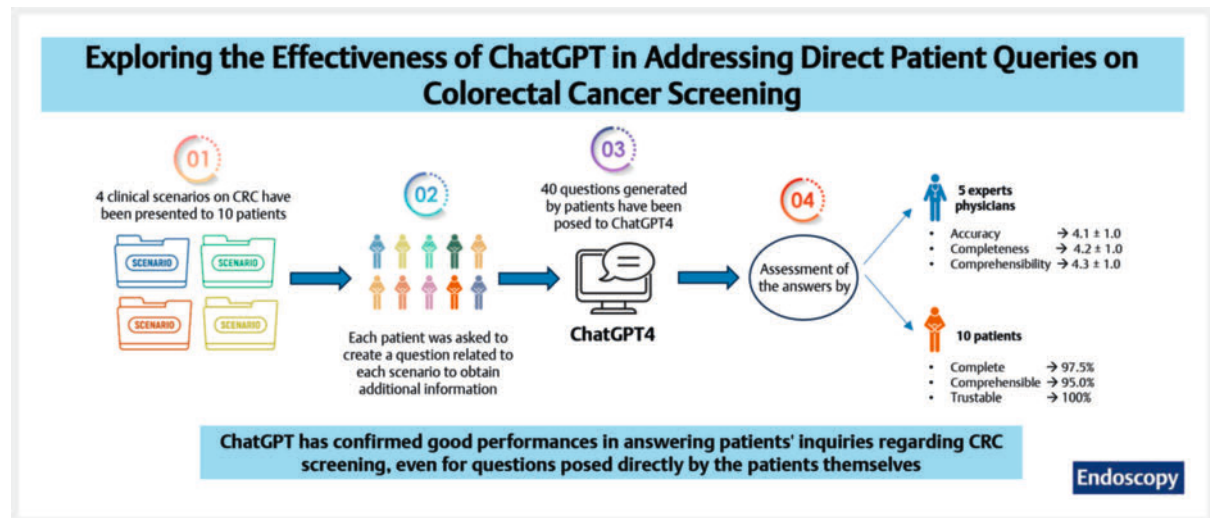 Exploring the Effectiveness of ChatGPT in Addressing Direct Patient Queries on
Colorectal Cancer Screening
01
4 clinical scenarios on CRC have
been presented to 10 patients
SCENARIO
SCENARIO
SCENARIO
SCENARIO
02
Each patient was asked to
create a question related to
each scenario to obtain
additional information
03
40 questions generated
by patients have been
posed to ChatGPT4
ChatGPT4
04
Assessment of
the answers by
5 experts
physicians
• Accuracy → 4.1 ± 1.0
• Completeness → 4.2 ± 1.0
• Comprehensibility → 4.3 ± 1.0
10 patients
• Complete → 97.5%
• Comprehensible → 95.0%
• Trustable → 100%
ChatGPT has confirmed good performances in answering patients' inquiries regarding CRC
screening, even for questions posed directly by the patients themselves
Endoscopy